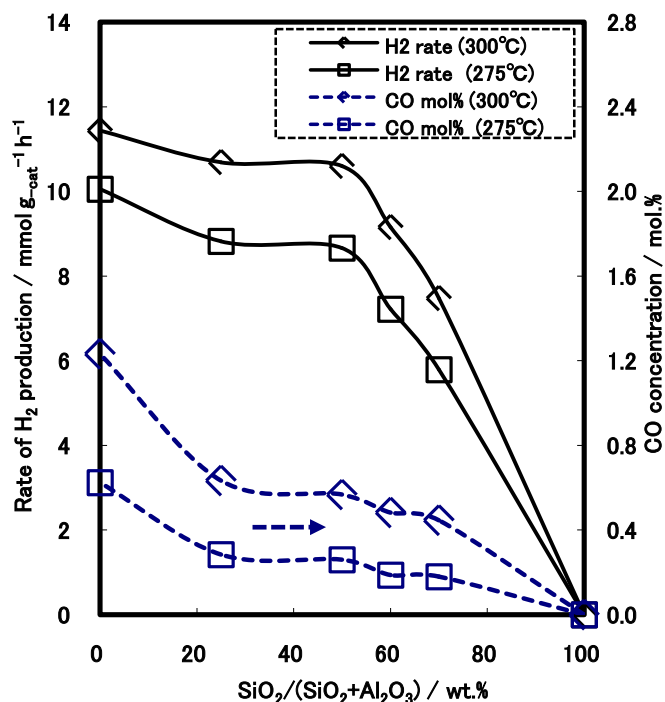 H2 rate (300℃)
H2 rate (275℃)
CO mol% (300℃)
CO mol% (275℃)
14
12
10
8
6
4
2
0
2.8
2.4
2.0
1.6
1.2
0.8
0.4
0.0
0 20 40 60 80 100
Rate of H₂ production / mmol g₋cat⁻¹ h⁻¹
CO concentration / mol.%
SiO₂/(SiO₂+Al₂O₃) / wt.%